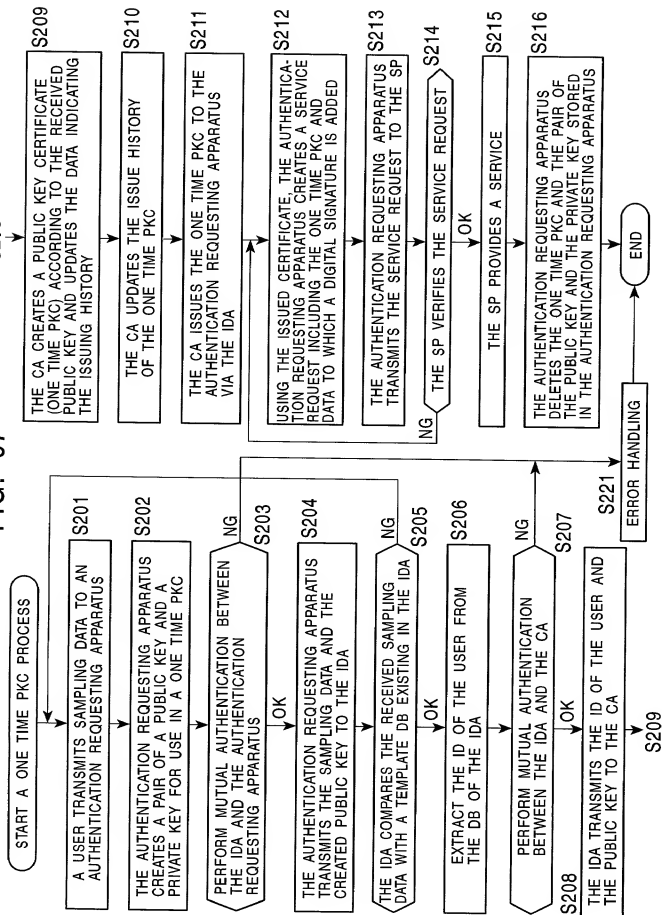 START A ONE TIME PKC PROCESS
A USER TRANSMITS SAMPLING DATA TO AN
AUTHENTICATION REQUESTING APPARATUS
S201
THE AUTHENTICATION REQUESTING APPARATUS
CREATES A PAIR OF A PUBLIC KEY AND A
PRIVATE KEY FOR USE IN A ONE TIME PKC
S202
PERFORM MUTUAL AUTHENTICATION BETWEEN
THE IDA AND THE AUTHENTICATION
REQUESTING APPARATUS
NG
S203
OK
THE AUTHENTICATION REQUESTING APPARATUS
TRANSMITS THE SAMPLING DATA AND THE
CREATED PUBLIC KEY TO THE IDA
S204
THE IDA COMPARES THE RECEIVED SAMPLING
DATA WITH A TEMPLATE DB EXISTING IN THE IDA
NG
S205
OK
EXTRACT THE ID OF THE USER FROM
THE DB OF THE IDA
S206
PERFORM MUTUAL AUTHENTICATION
BETWEEN THE IDA AND THE CA
NG
S207
OK
S208
THE IDA TRANSMITS THE ID OF THE USER AND
THE PUBLIC KEY TO THE CA
S209
THE CA CREATES A PUBLIC KEY CERTIFICATE
(ONE TIME PKC) ACCORDING TO THE RECEIVED
PUBLIC KEY AND UPDATES THE DATA INDICATING
THE ISSUING HISTORY
S209
THE CA UPDATES THE ISSUE HISTORY
OF THE ONE TIME PKC
S210
THE CA ISSUES THE ONE TIME PKC TO THE
AUTHENTICATION REQUESTING APPARATUS
VIA THE IDA
S211
USING THE ISSUED CERTIFICATE, THE AUTHENTICA-
TION REQUESTING APPARATUS CREATES A SERVICE
REQUEST INCLUDING THE ONE TIME PKC AND
DATA TO WHICH A DIGITAL SIGNATURE IS ADDED
S212
THE AUTHENTICATION REQUESTING APPARATUS
TRANSMITS THE SERVICE REQUEST TO THE SP
S213
NG
THE SP VERIFIES THE SERVICE REQUEST
S214
OK
THE SP PROVIDES A SERVICE
S215
THE AUTHENTICATION REQUESTING APPARATUS
DELETES THE ONE TIME PKC AND THE PAIR OF
THE PUBLIC KEY AND THE PRIVATE KEY STORED
IN THE AUTHENTICATION REQUESTING APPARATUS
S216
S221
ERROR HANDLING
END